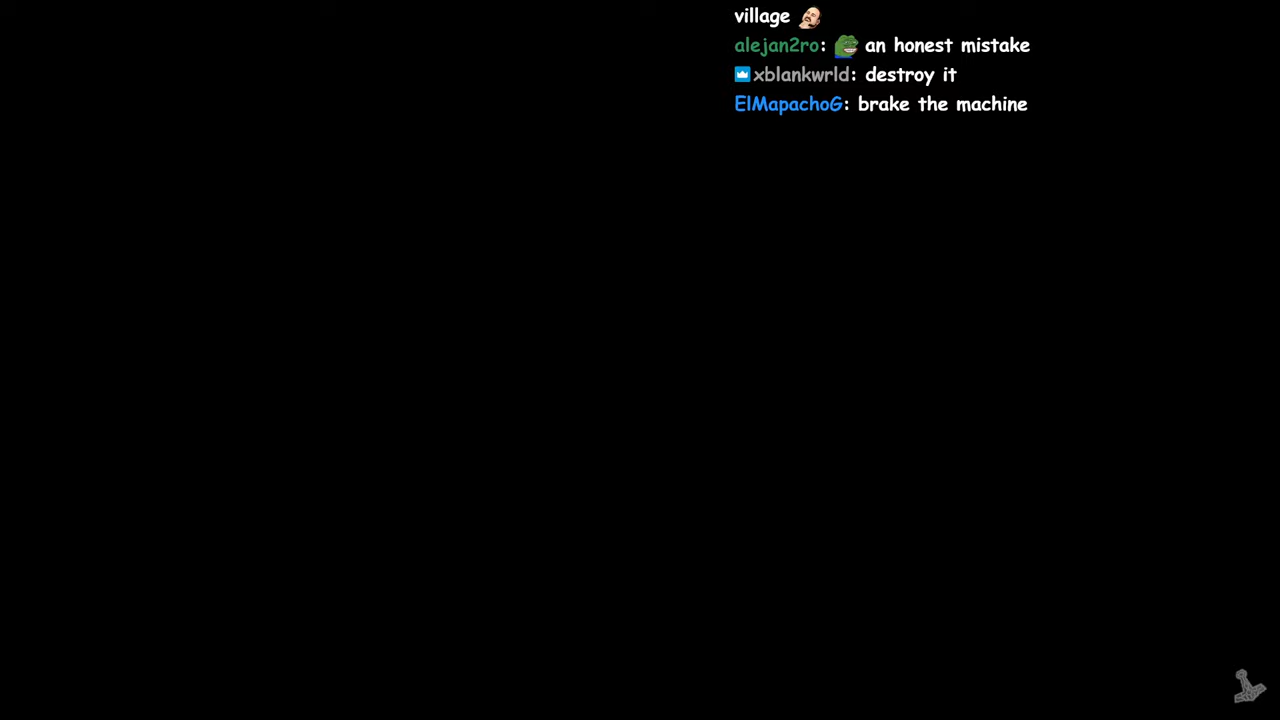 village
alejan2ro: an honest mistake
xblankwrld: destroy it
ElMapachoG: brake the machine